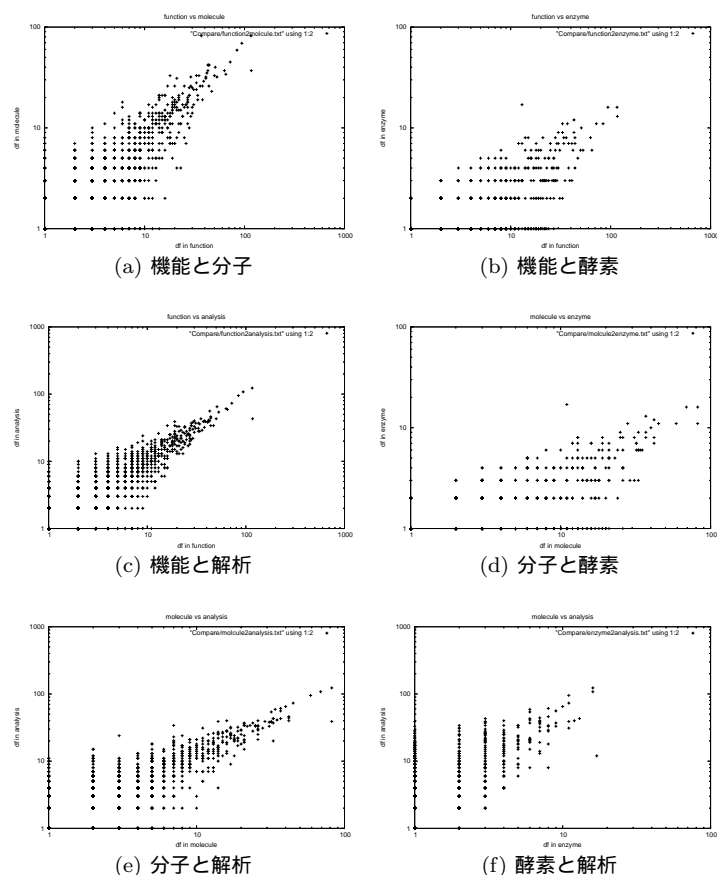 function vs molecule
"Compare/function2molcule.txt" using 1:2
100
10
1
df in molecule
1 10 100 1000
df in function
(a) 機能と分子
function vs enzyme
"Compare/function2enzyme.txt" using 1:2
100
10
1
df in enzyme
1 10 100 1000
df in function
(b) 機能と酵素
function vs analysis
"Compare/function2analysis.txt" using 1:2
1000
100
10
1
df in analysis
1 10 100 1000
df in function
(c) 機能と解析
molecule vs enzyme
"Compare/molcule2enzyme.txt" using 1:2
100
10
1
df in enzyme
1 10 100
df in molecule
(d) 分子と酵素
molecule vs analysis
"Compare/molcule2analysis.txt" using 1:2
1000
100
10
1
df in analysis
1 10 100
df in molecule
(e) 分子と解析
molecule vs analysis
"Compare/enzyme2analysis.txt" using 1:2
1000
100
10
1
df in analysis
1 10 100
df in enzyme
(f) 酵素と解析